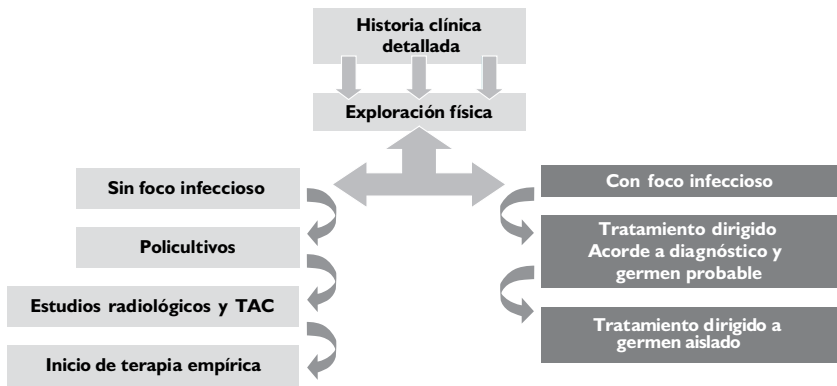 Historia clínica
detallada
Exploración física
Sin foco infeccioso
Policultivos
Estudios radiológicos y TAC
Inicio de terapia empírica
Con foco infeccioso
Tratamiento dirigido
Acorde a diagnóstico y
germen probable
Tratamiento dirigido a
germen aislado